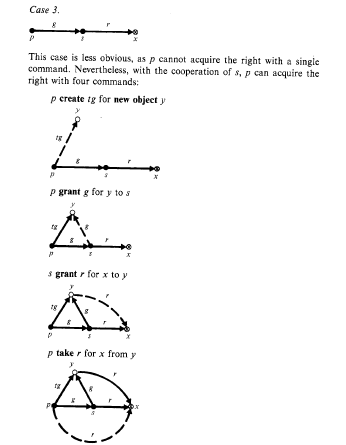 Case 3.
g r
p s x
This case is less obvious, as p cannot acquire the right with a single
command. Nevertheless, with the cooperation of s, p can acquire the
right with four commands:
p create tg for new object y
y
tg
g r
p s x
p grant g for y to s
y
tg g
g r
p s x
s grant r for x to y
y r
tg g
g r
p s x
p take r for x from y
y r
tg g
p g r x
s
r